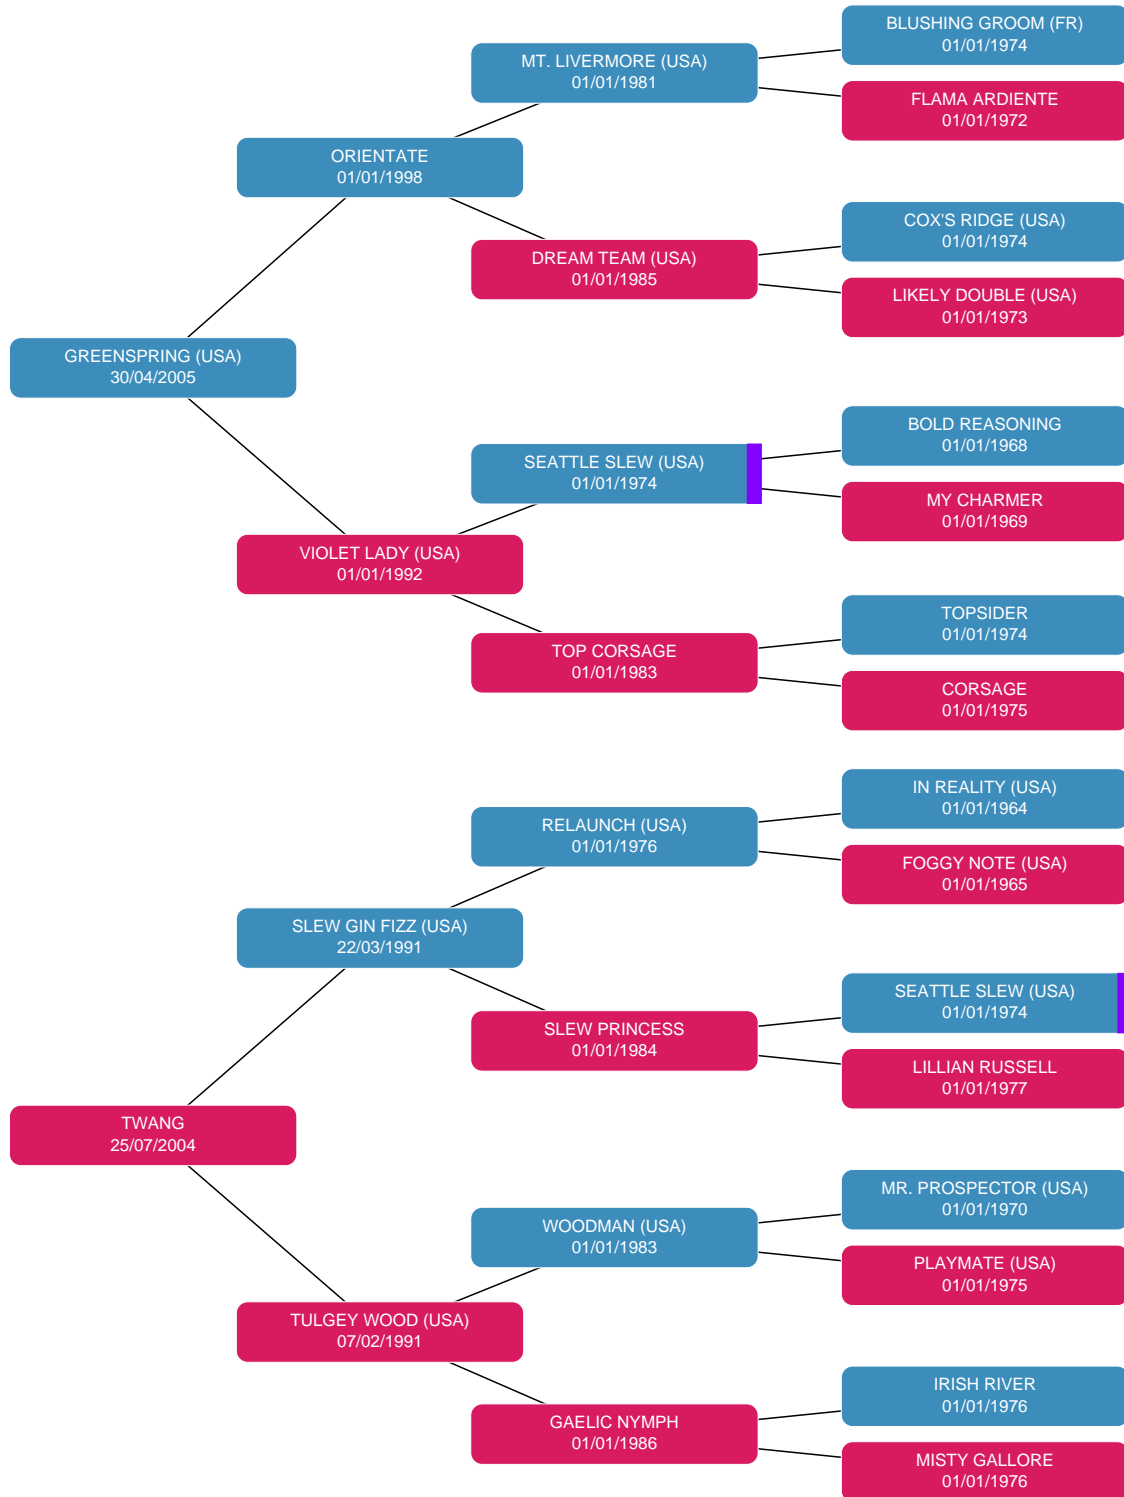 BLUSHING GROOM (FR)
01/01/1974
MT. LIVERMORE (USA)
01/01/1981
FLAMA ARDIENTE
01/01/1972
ORIENTATE
01/01/1998
COX'S RIDGE (USA)
01/01/1974
DREAM TEAM (USA)
01/01/1985
LIKELY DOUBLE (USA)
01/01/1973
GREENSPRING (USA)
30/04/2005
BOLD REASONING
01/01/1968
SEATTLE SLEW (USA)
01/01/1974
MY CHARMER
01/01/1969
VIOLET LADY (USA)
01/01/1992
TOPSIDER
01/01/1974
TOP CORSAGE
01/01/1983
CORSAGE
01/01/1975
IN REALITY (USA)
01/01/1964
RELAUNCH (USA)
01/01/1976
FOGGY NOTE (USA)
01/01/1965
SLEW GIN FIZZ (USA)
22/03/1991
SEATTLE SLEW (USA)
01/01/1974
SLEW PRINCESS
01/01/1984
LILLIAN RUSSELL
01/01/1977
TWANG
25/07/2004
MR. PROSPECTOR (USA)
01/01/1970
WOODMAN (USA)
01/01/1983
PLAYMATE (USA)
01/01/1975
TULGEY WOOD (USA)
07/02/1991
IRISH RIVER
01/01/1976
GAELIC NYMPH
01/01/1986
MISTY GALLORE
01/01/1976